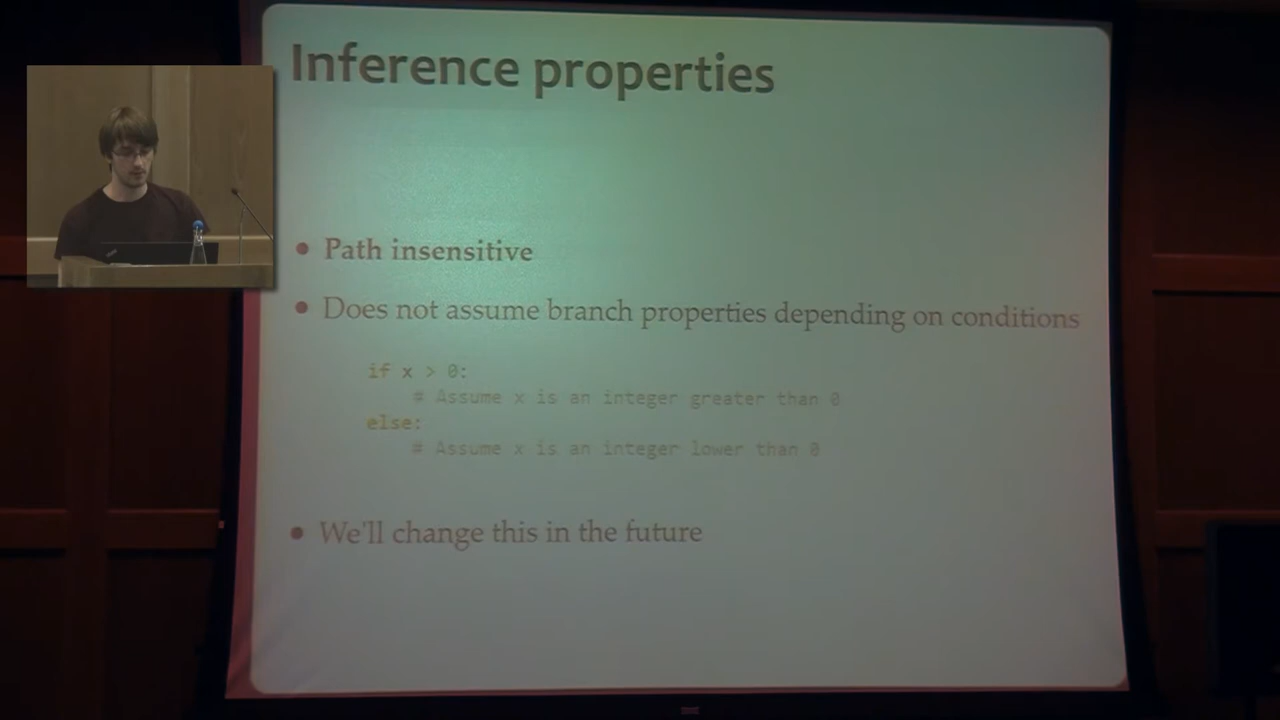 Inference properties
• Path insensitive
• Does not assume branch properties depending on conditions
if x > 0:
# Assume x is an integer greater than 0
else:
# Assume x is an integer lower than 0
• We'll change this in the future